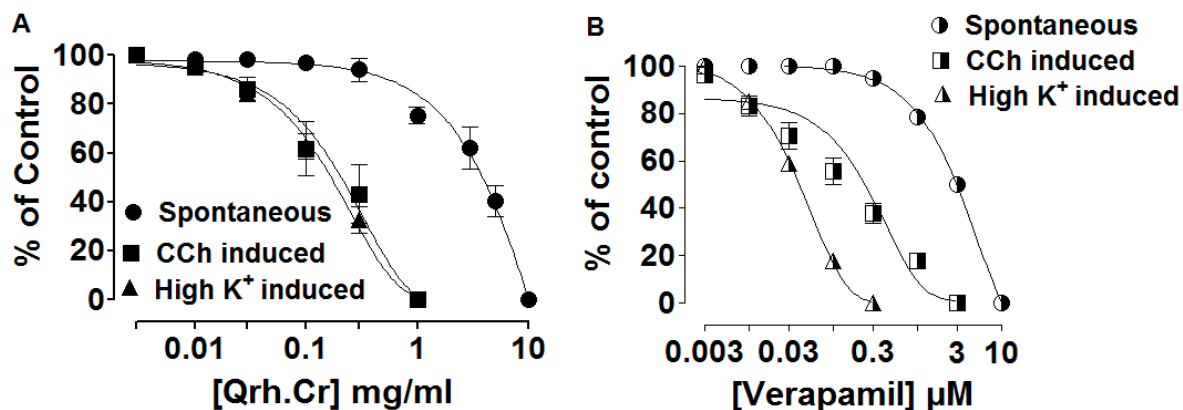 A
% of Control
100
80
60
40
20
0
Spontaneous
CCh induced
High K⁺ induced
0.01 0.1 1 10
[Qrh.Cr] mg/ml
B
% of control
100
80
60
40
20
0
Spontaneous
CCh induced
High K⁺ induced
0.003 0.03 0.3 3 10
[Verapamil] µM